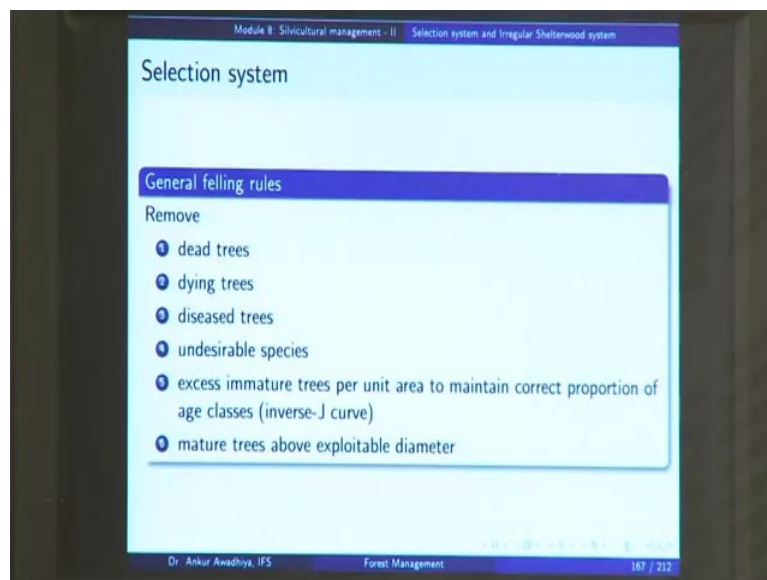 Module 8: Silvicultural management - II Selection system and Irregular Shelterwood system
Selection system
General felling rules
Remove
1 dead trees
2 dying trees
3 diseased trees
4 undesirable species
5 excess immature trees per unit area to maintain correct proportion of
age classes (inverse-J curve)
6 mature trees above exploitable diameter
Dr. Ankur Awadhiya, IFS Forest Management 167 / 212